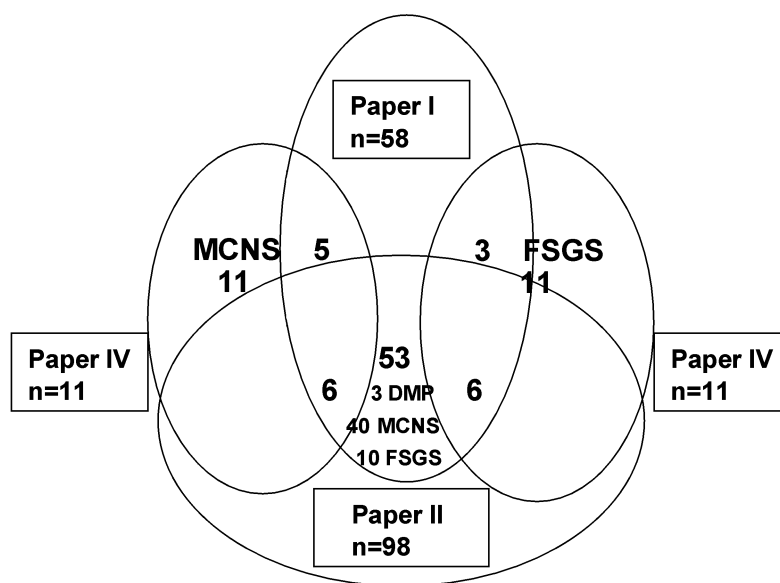 Paper I
n=58
MCNS 5 3 FSGS
11 11
53
Paper IV Paper IV
n=11 n=11
6 3 DMP 6
40 MCNS
10 FSGS
Paper II
n=98